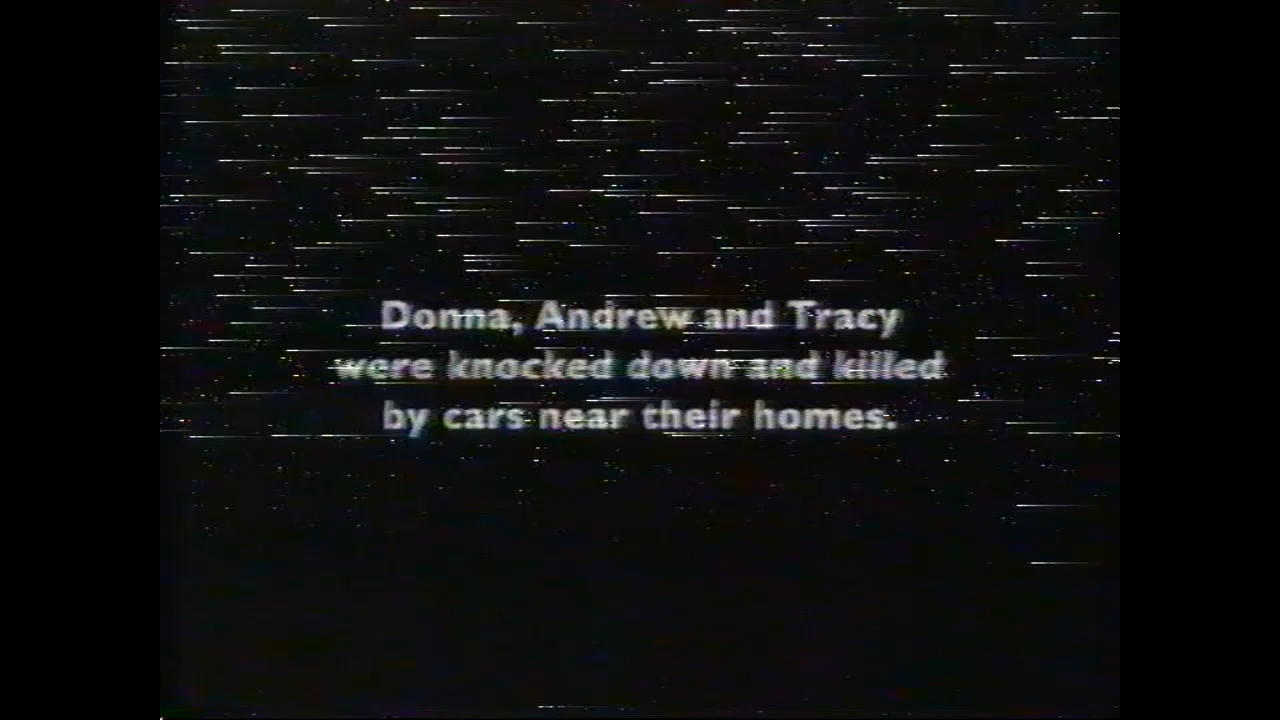 Donna, Andrew and Tracy
were knocked down and killed
by cars near their homes.